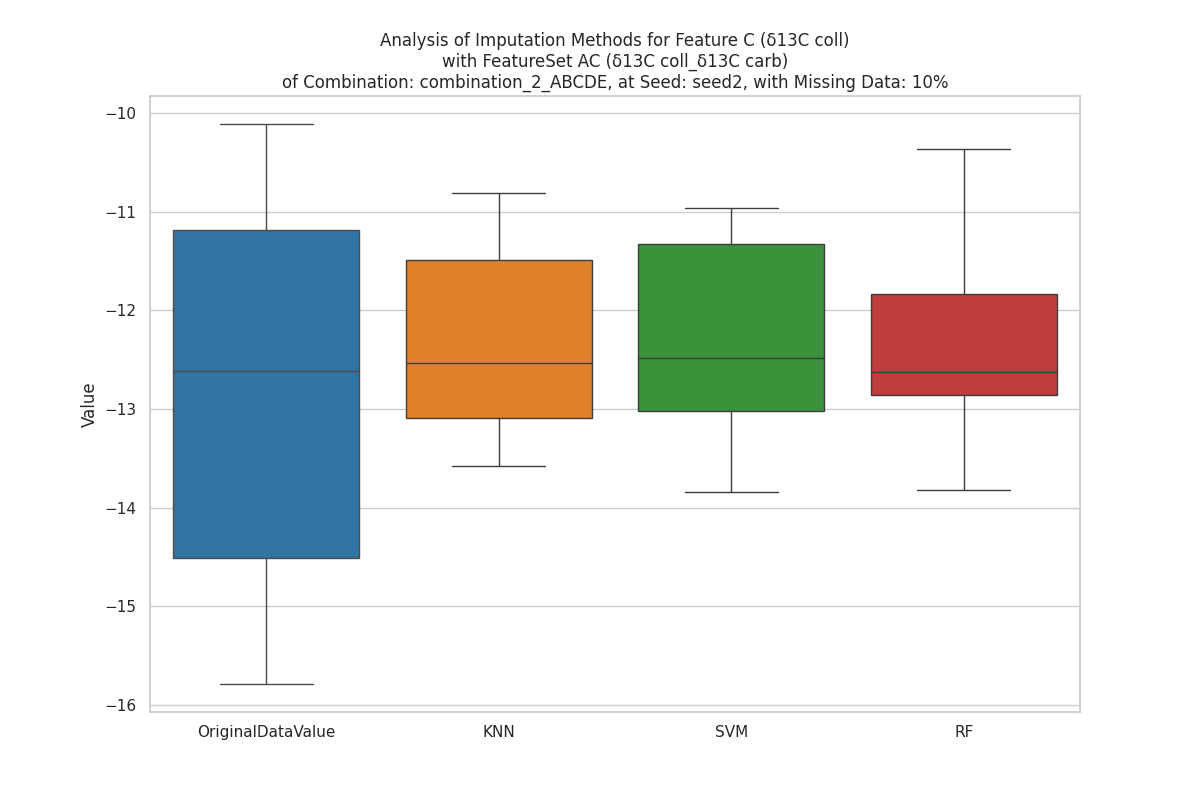 Analysis of Imputation Methods for Feature C (δ13C coll)
with FeatureSet AC (δ13C coll_δ13C carb)
of Combination: combination_2_ABCDE, at Seed: seed2, with Missing Data: 10%
Value
−10
−11
−12
−13
−14
−15
−16
OriginalDataValue
KNN
SVM
RF